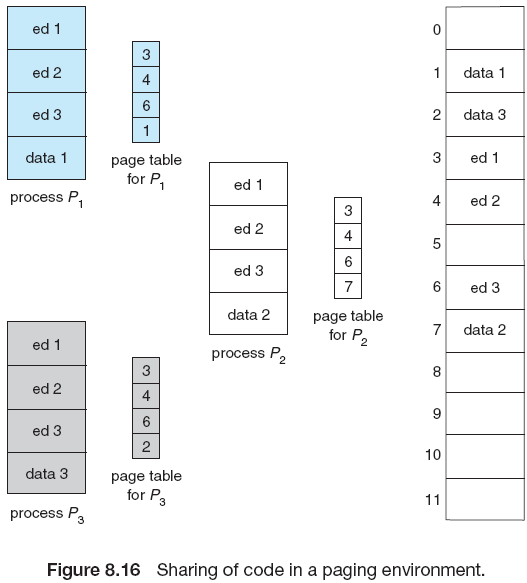 ed 1
ed 2
ed 3
data 1
process P1
3
4
6
1
page table
for P1
ed 1
ed 2
ed 3
data 2
process P2
3
4
6
7
page table
for P2
ed 1
ed 2
ed 3
data 3
process P3
3
4
6
2
page table
for P3
0
1 data 1
2 data 3
3 ed 1
4 ed 2
5
6 ed 3
7 data 2
8
9
10
11
Figure 8.16 Sharing of code in a paging environment.